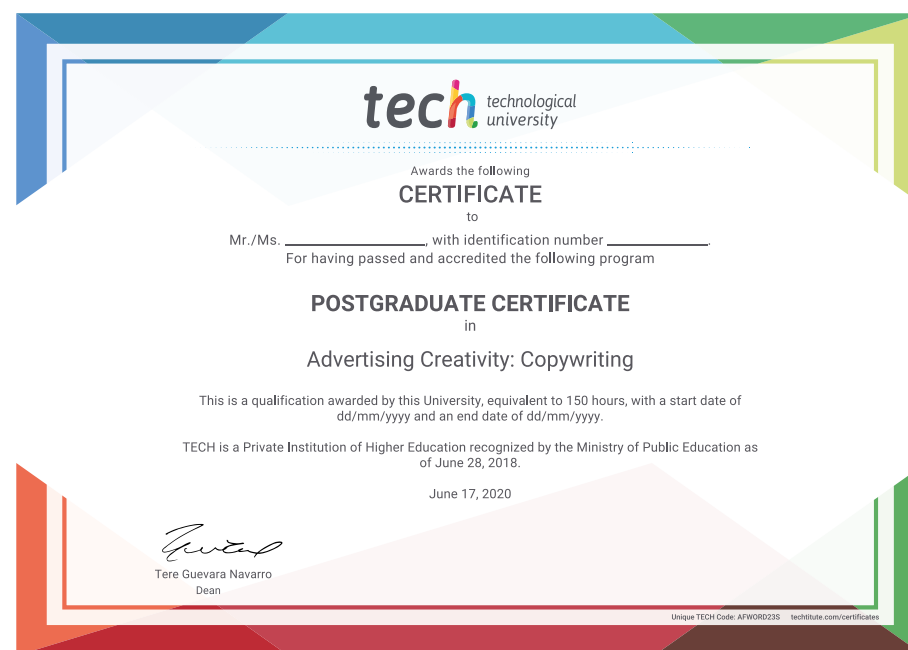 tech technological
university
Awards the following
CERTIFICATE
to
Mr./Ms. ____________________, with identification number _______________.
For having passed and accredited the following program
POSTGRADUATE CERTIFICATE
in
Advertising Creativity: Copywriting
This is a qualification awarded by this University, equivalent to 150 hours, with a start date of
dd/mm/yyyy and an end date of dd/mm/yyyy.
TECH is a Private Institution of Higher Education recognized by the Ministry of Public Education as
of June 28, 2018.
June 17, 2020
Tere Guevara Navarro
Dean
Unique TECH Code: AFWORD23S techtitute.com/certificates